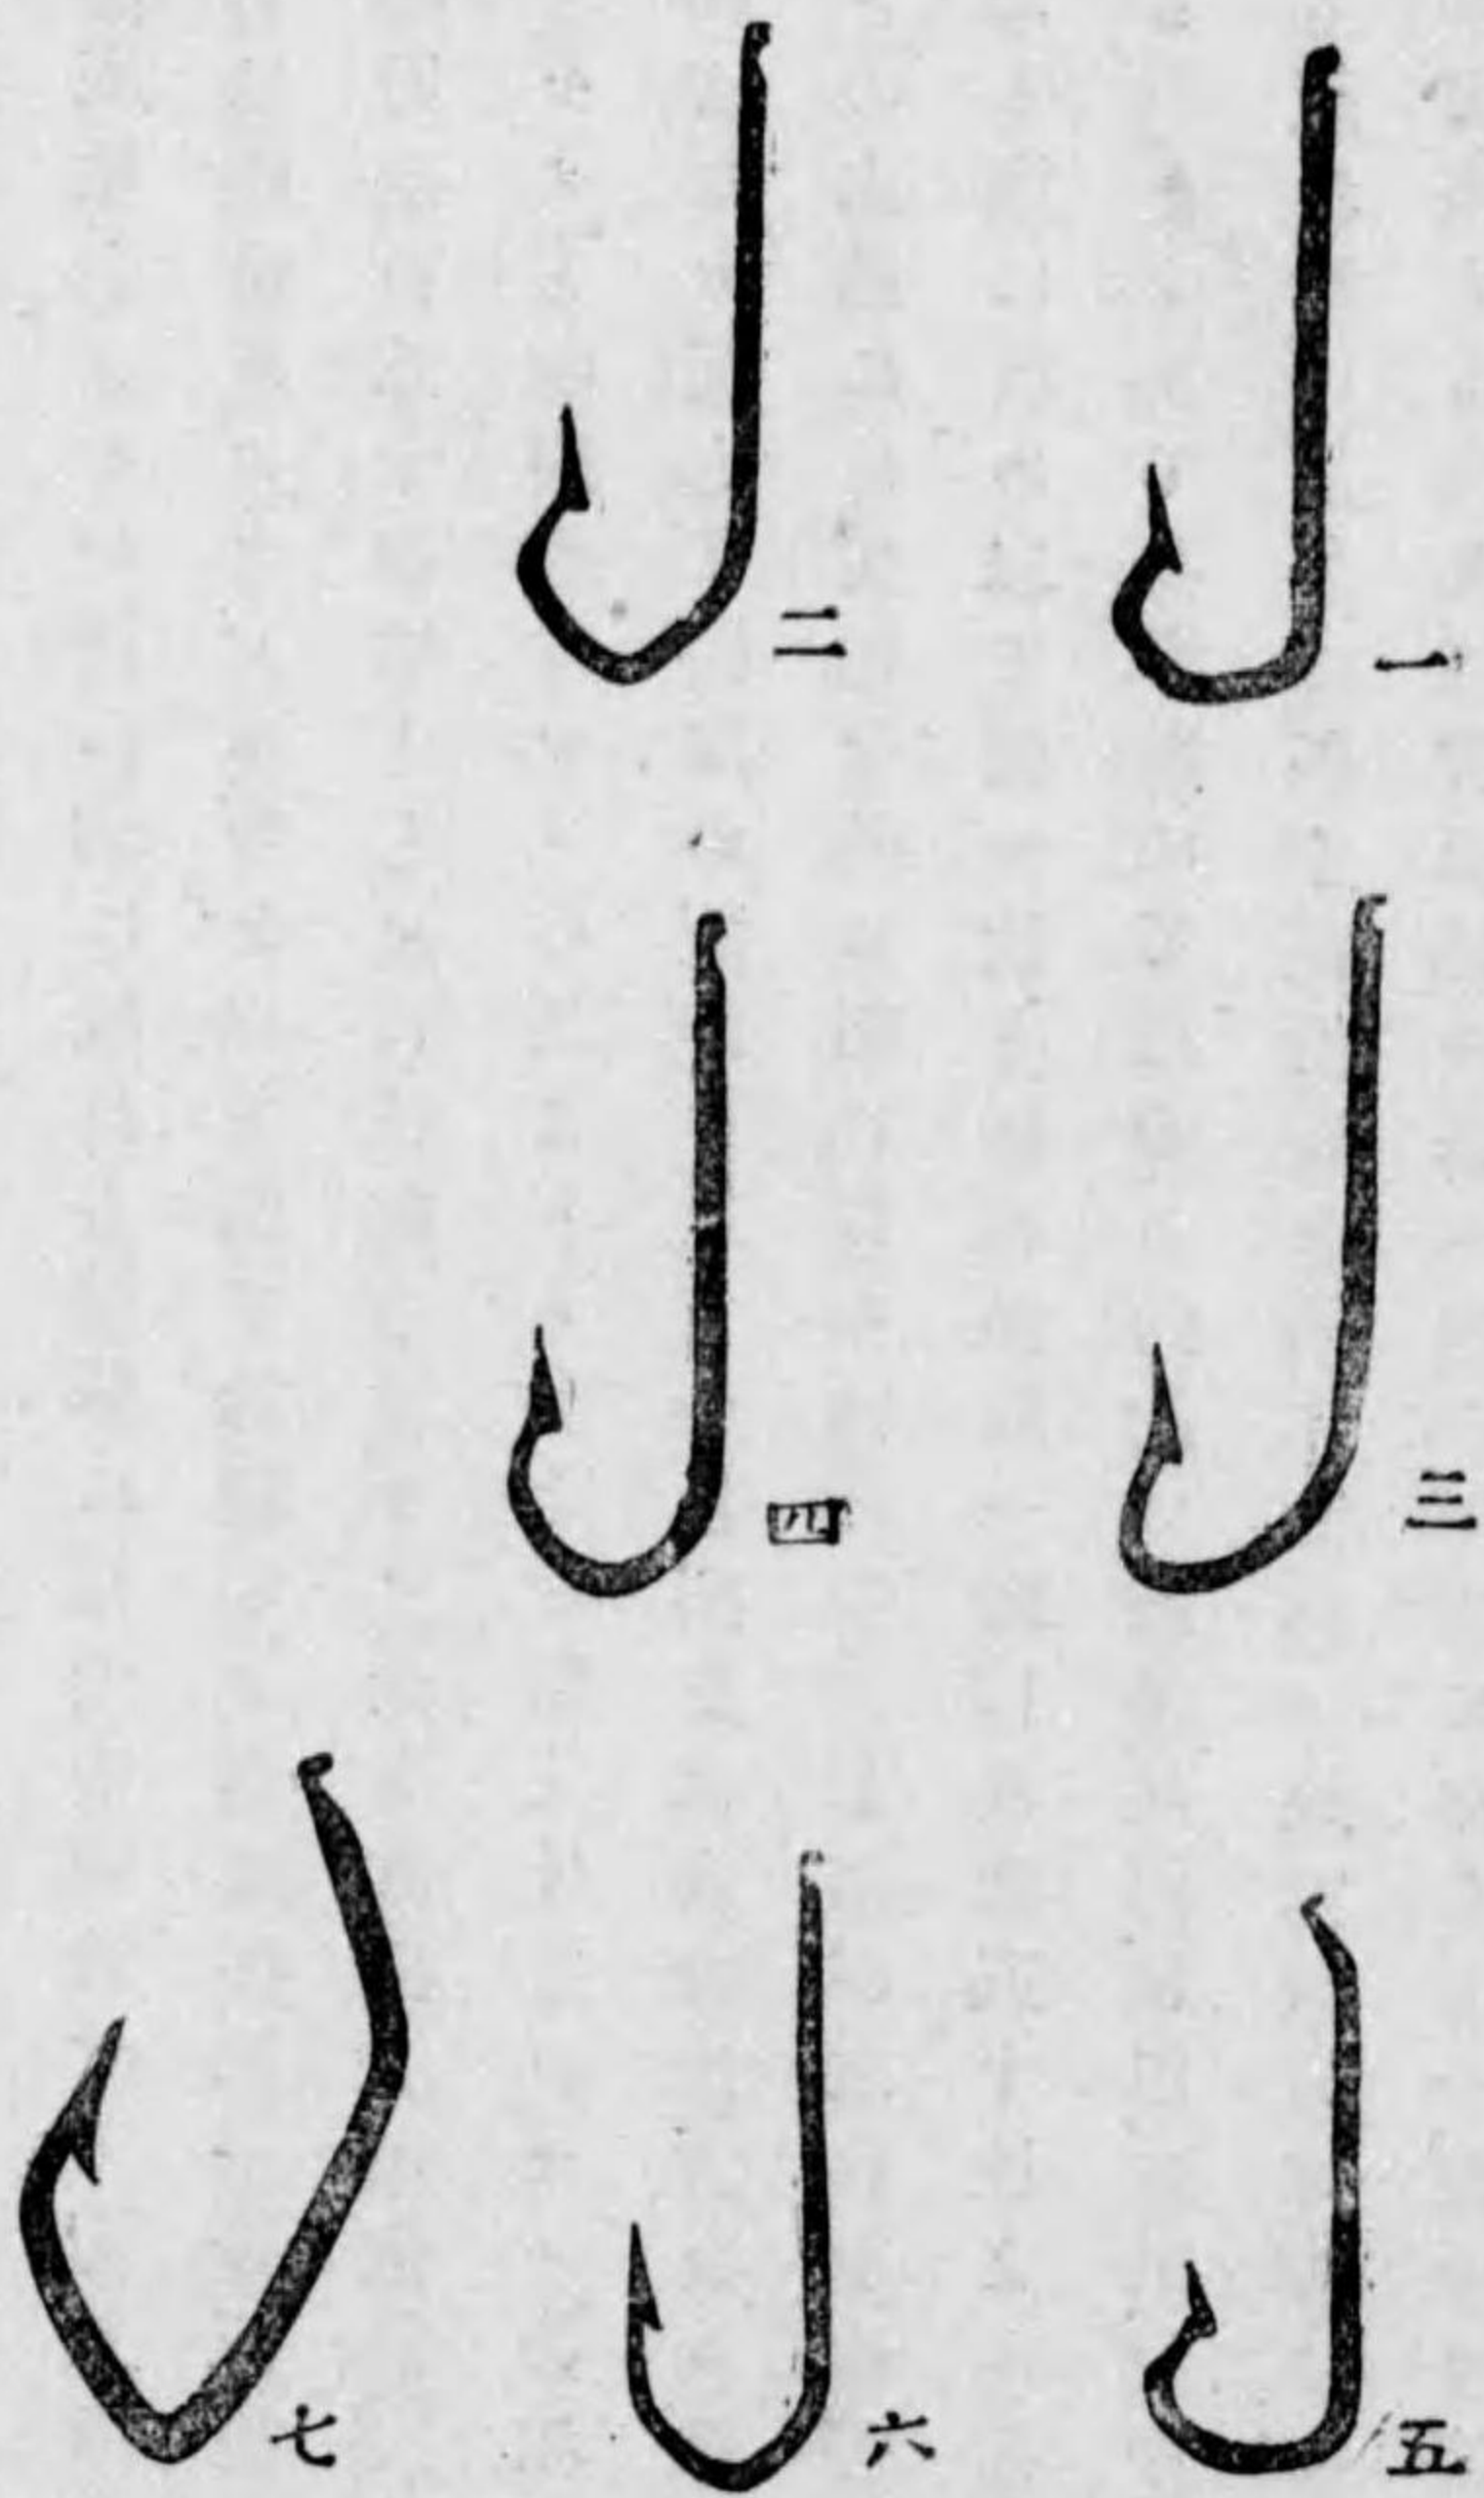 一
二
三
四
五
六
七